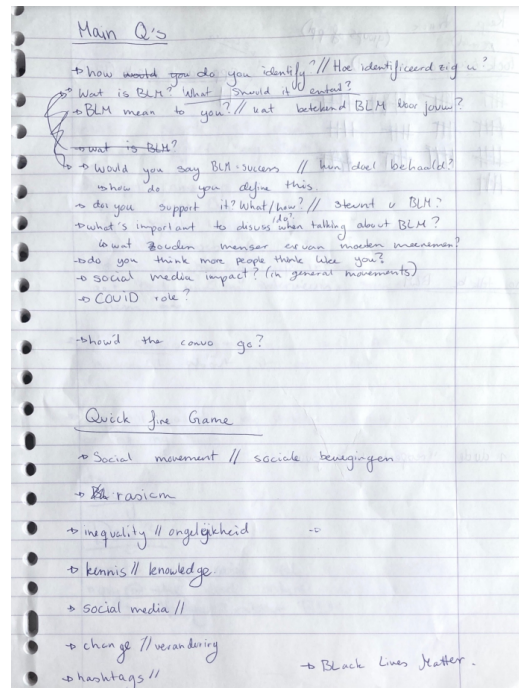 Main Q's
→ how would you do you identify? // Hoe identificeerd zig u?
→ Wat is BLM? What should it entail?
→ BLM mean to you? // wat betekend BLM voor jouw?
→ wat is BLM?
→ Would you say BLM success // hun doel behaald?
↳ how do you define this
→ do you support it? What/how? // steunt u BLM?
→ what's important to disuss/do? when talking about BLM?
↳ wat zouden mensen ervan moeten meenemen?
→ do you think more people think like you?
→ social media impact? (in general movements)
→ COVID role?
→ how'd the convo go?
Quick fire Game
→ Social movement // sociale bewegingen
→ rasicm
→ inequality // ongelijkheid →
→ kennis // knowledge
→ social media //
→ change // verandering
→ BLack Lives Matter.
→ hashtags //